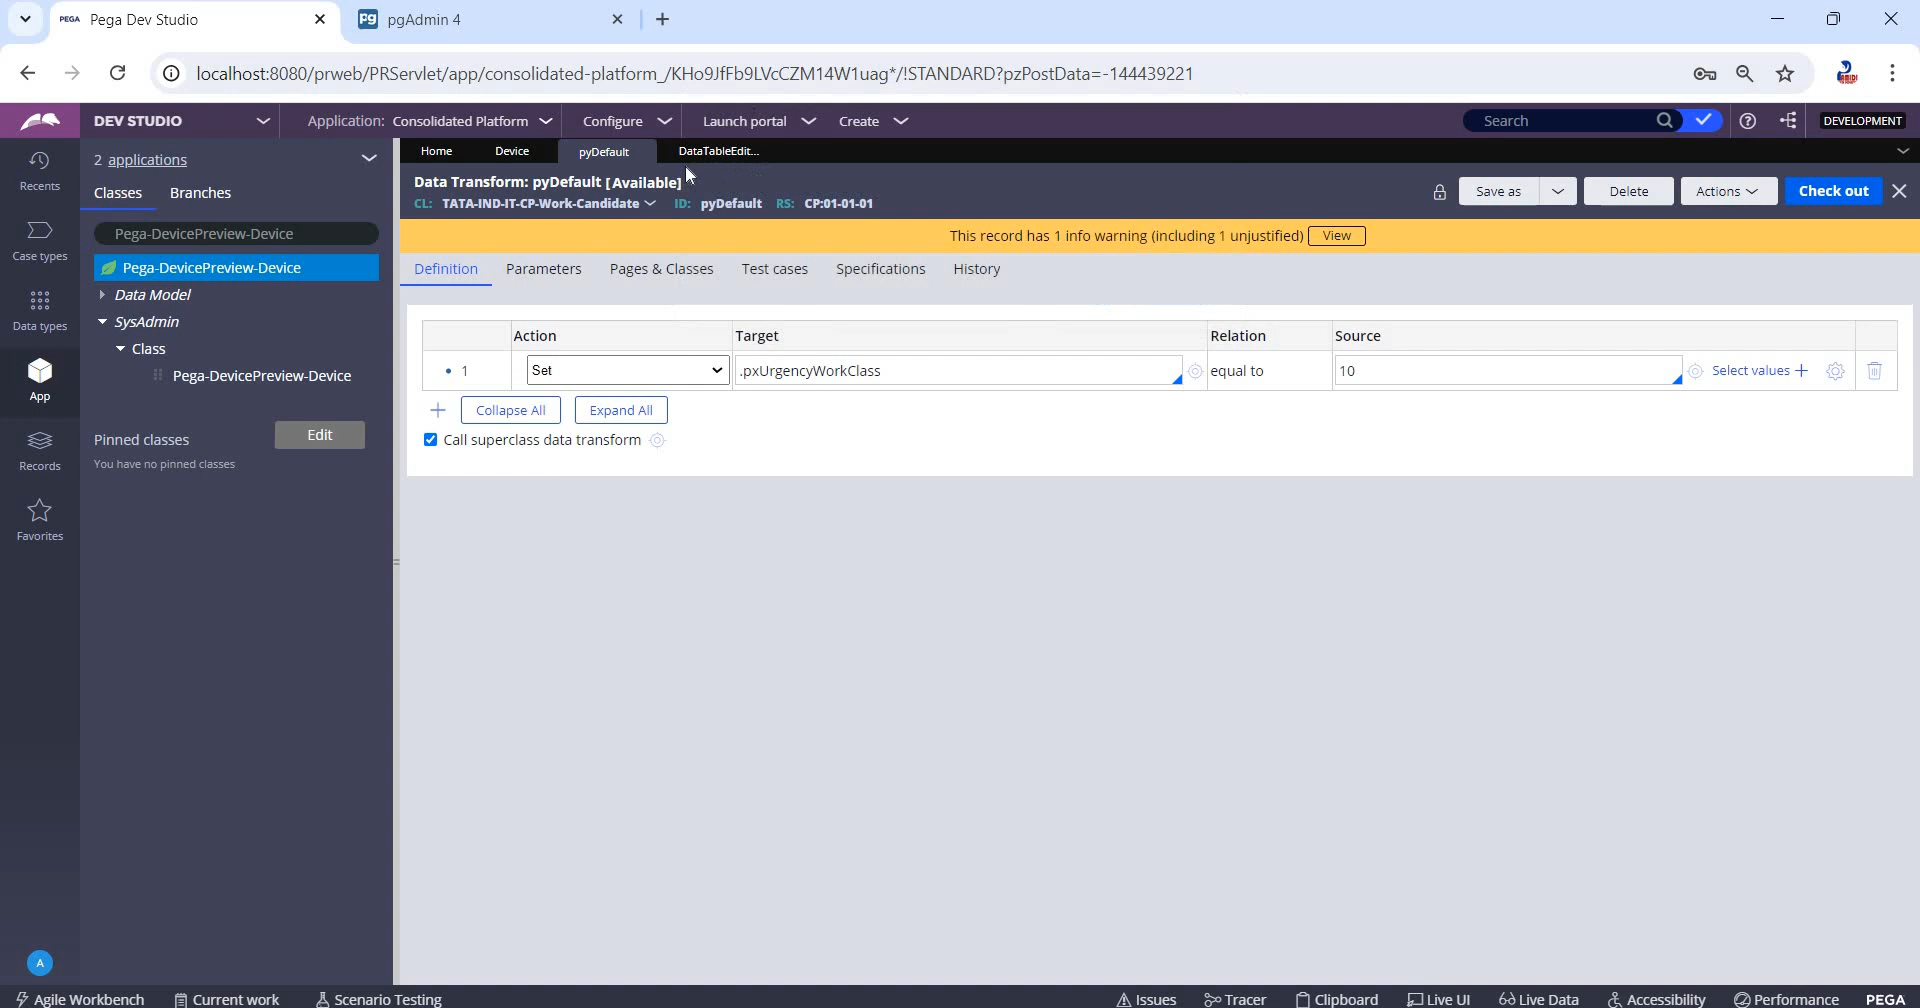 PEGA Pega Dev Studio
pgAdmin 4
localhost:8080/prweb/PRServlet/app/consolidated-platform_/KHo9JfFb9LVcCZM14W1uag*/!STANDARD?pzPostData=-144439221
DEV STUDIO
Application: Consolidated Platform
Configure
Launch portal
Create
Search
DEVELOPMENT
Recents
Case types
Data types
App
Records
Favorites
A
2 applications
Classes
Branches
Pega-DevicePreview-Device
Pega-DevicePreview-Device
Data Model
SysAdmin
Class
Pega-DevicePreview-Device
Pinned classes
Edit
You have no pinned classes
Home
Device
pyDefault
DataTableEdit...
Data Transform: pyDefault [Available]
CL: TATA-IND-IT-CP-Work-Candidate ID: pyDefault RS: CP:01-01-01
Save as
Delete
Actions
Check out
This record has 1 info warning (including 1 unjustified) View
Definition
Parameters
Pages & Classes
Test cases
Specifications
History
Action Target Relation Source
1 Set .pxUrgencyWorkClass equal to 10 Select values
Collapse All
Expand All
Call superclass data transform
Agile Workbench
Current work
Scenario Testing
Issues
Tracer
Clipboard
Live UI
Live Data
Accessibility
Performance
PEGA